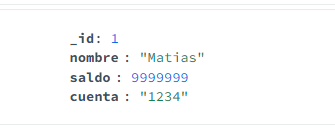 _id: 1
nombre: "Matias"
saldo: 9999999
cuenta: "1234"